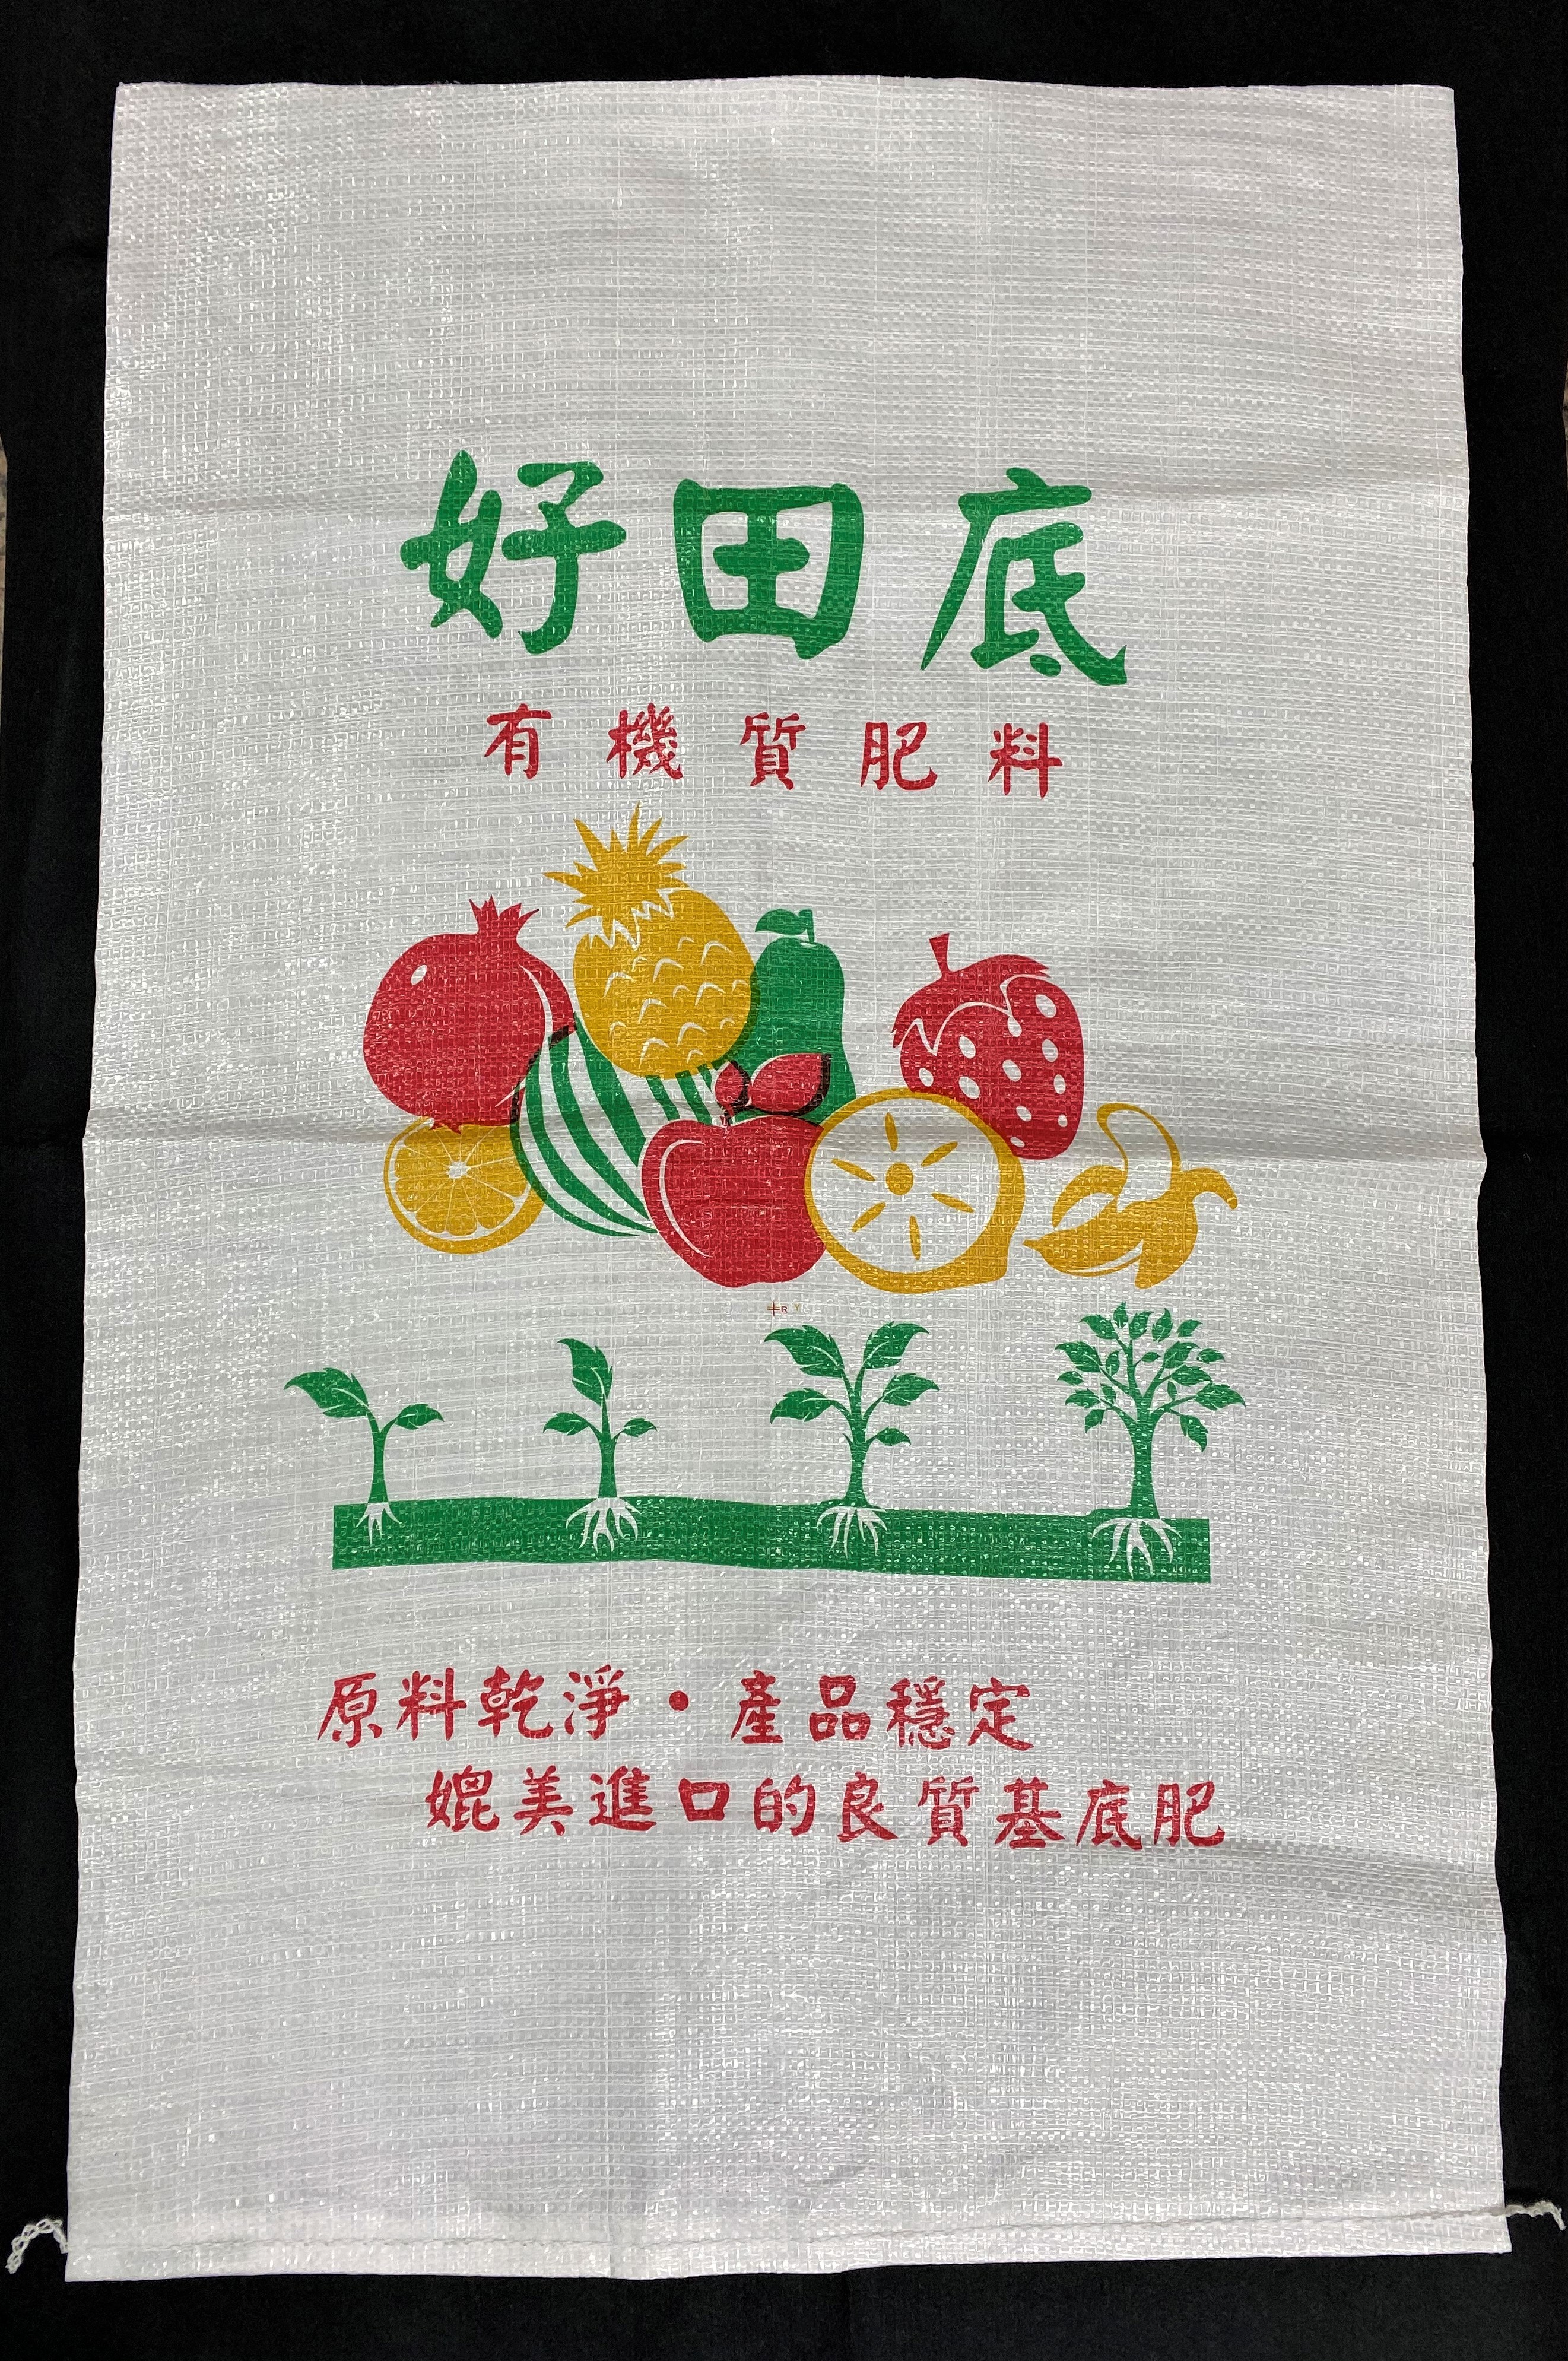 好田底
有機質肥料
R Y
原料乾淨・產品穩定
媲美進口的良質基底肥